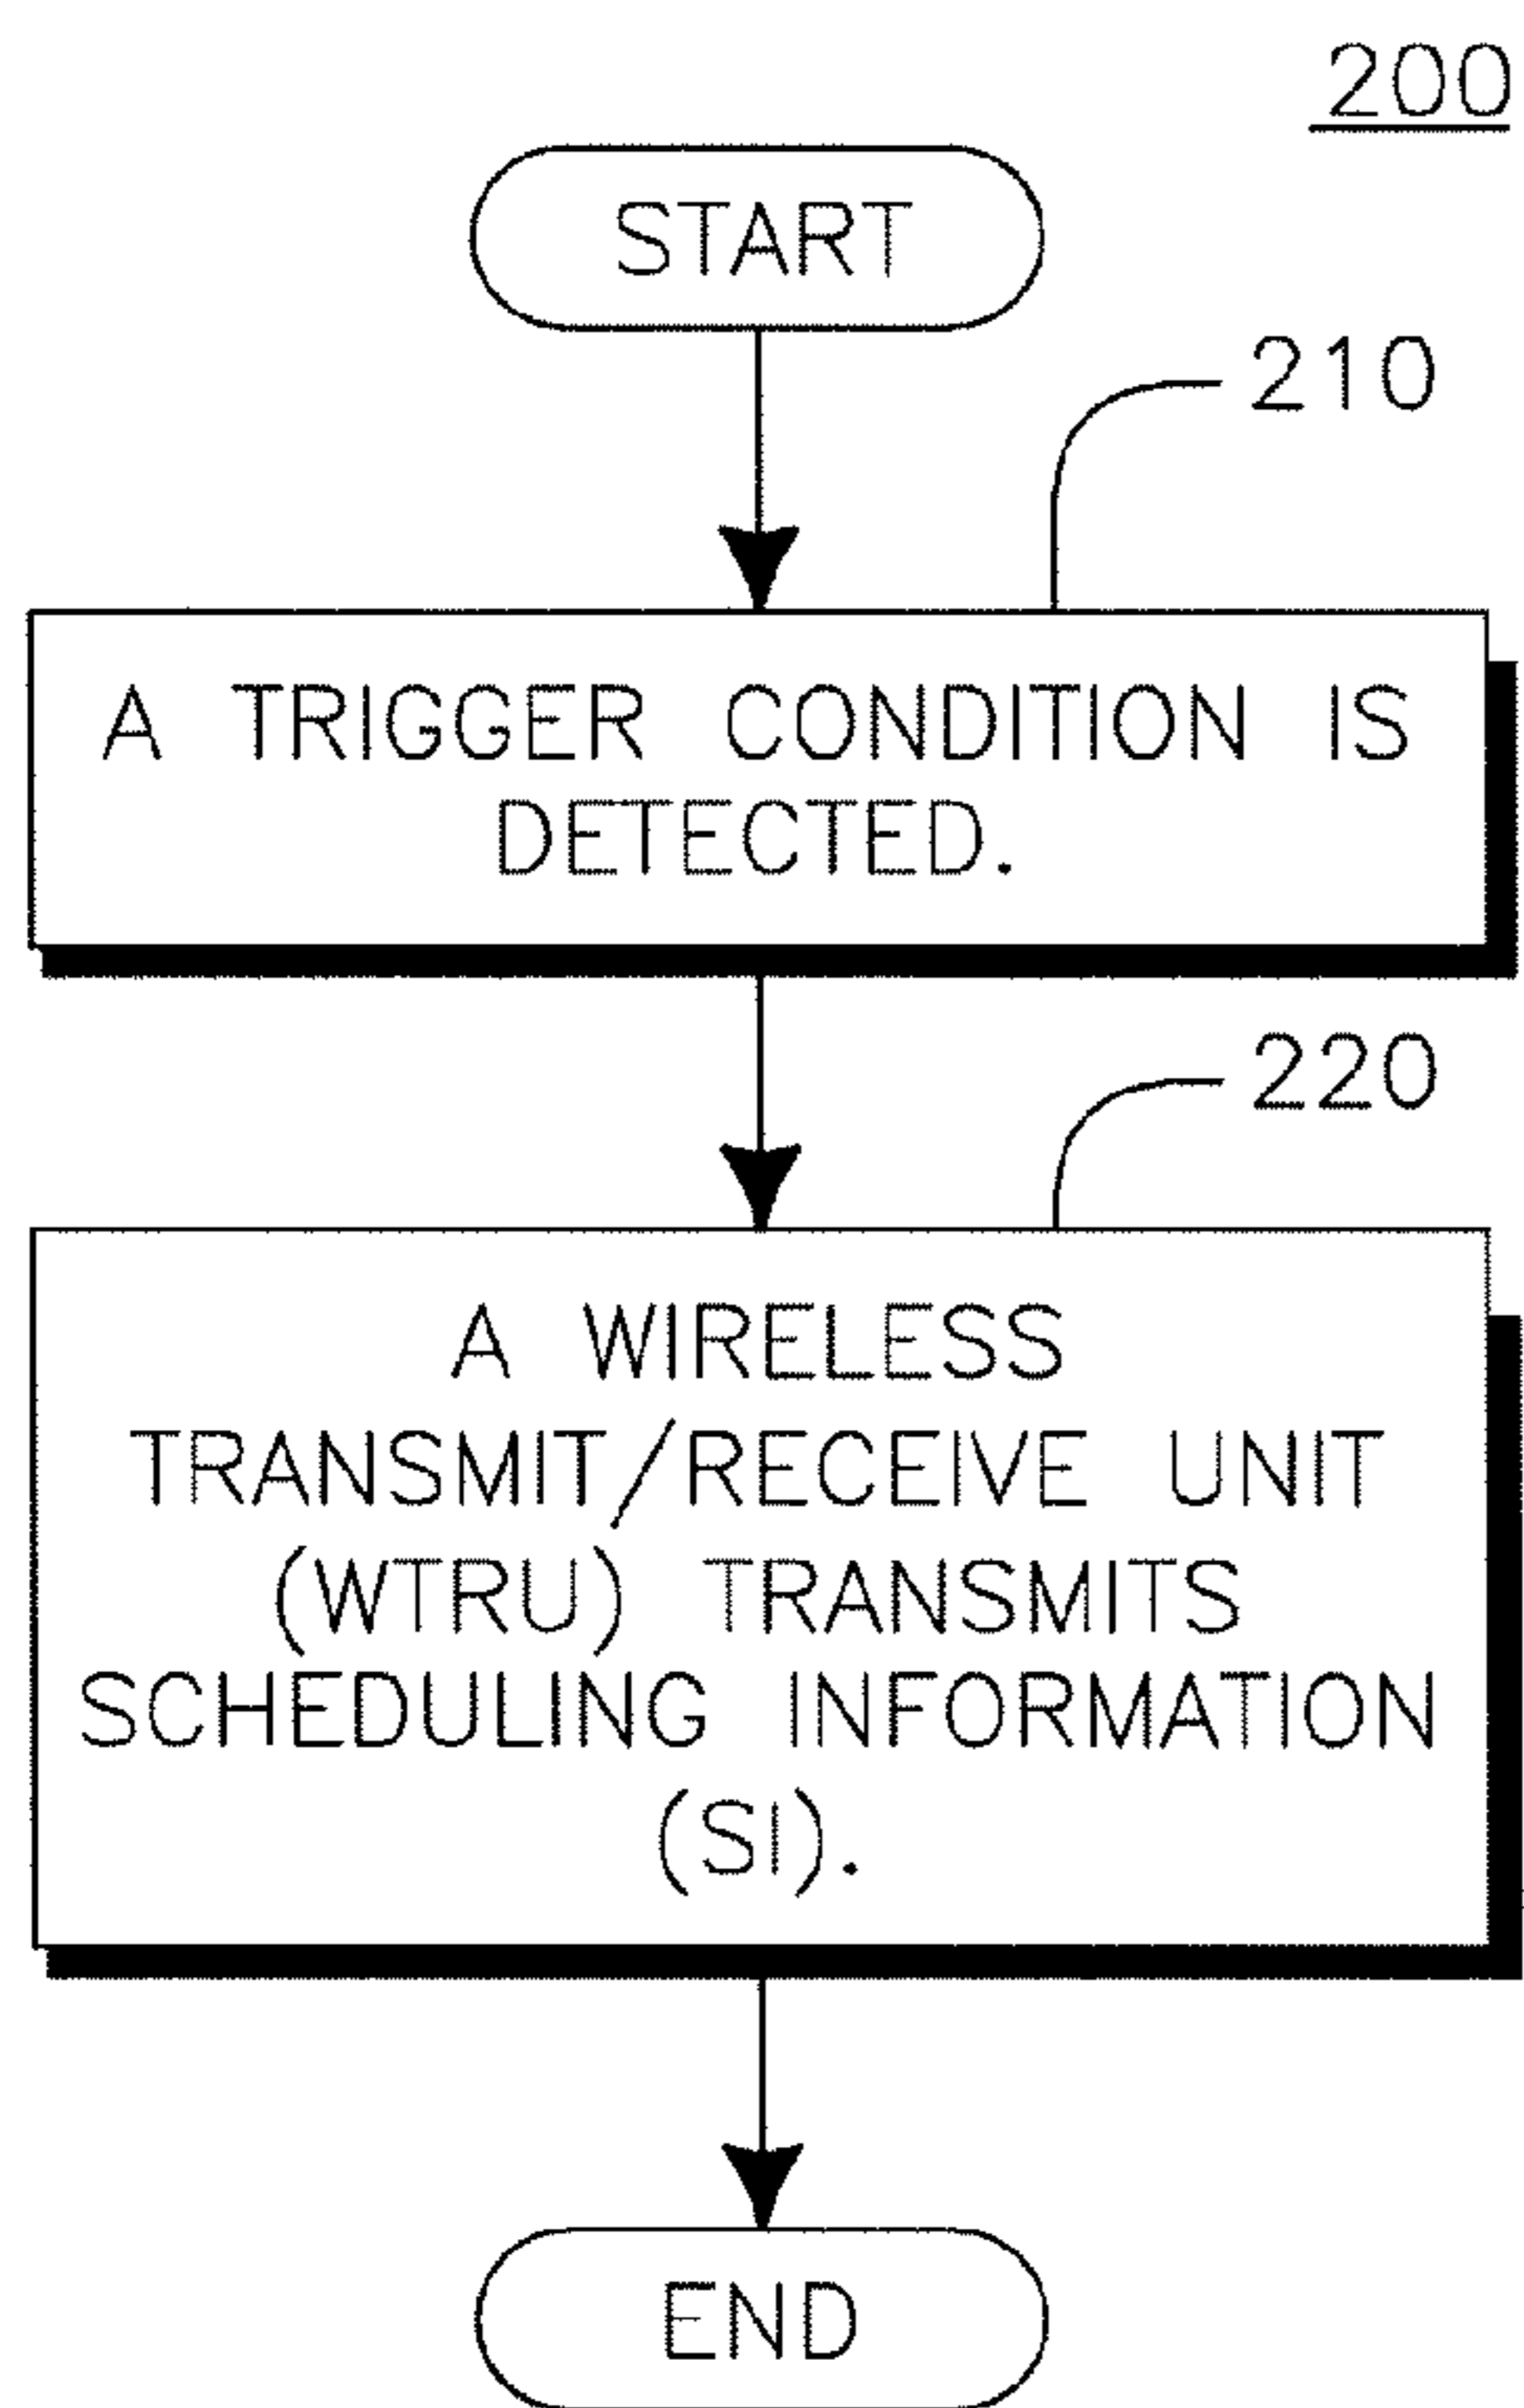 200
START
210
A TRIGGER CONDITION IS
DETECTED.
220
A WIRELESS
TRANSMIT/RECEIVE UNIT
(WTRU) TRANSMITS
SCHEDULING INFORMATION
(SI).
END